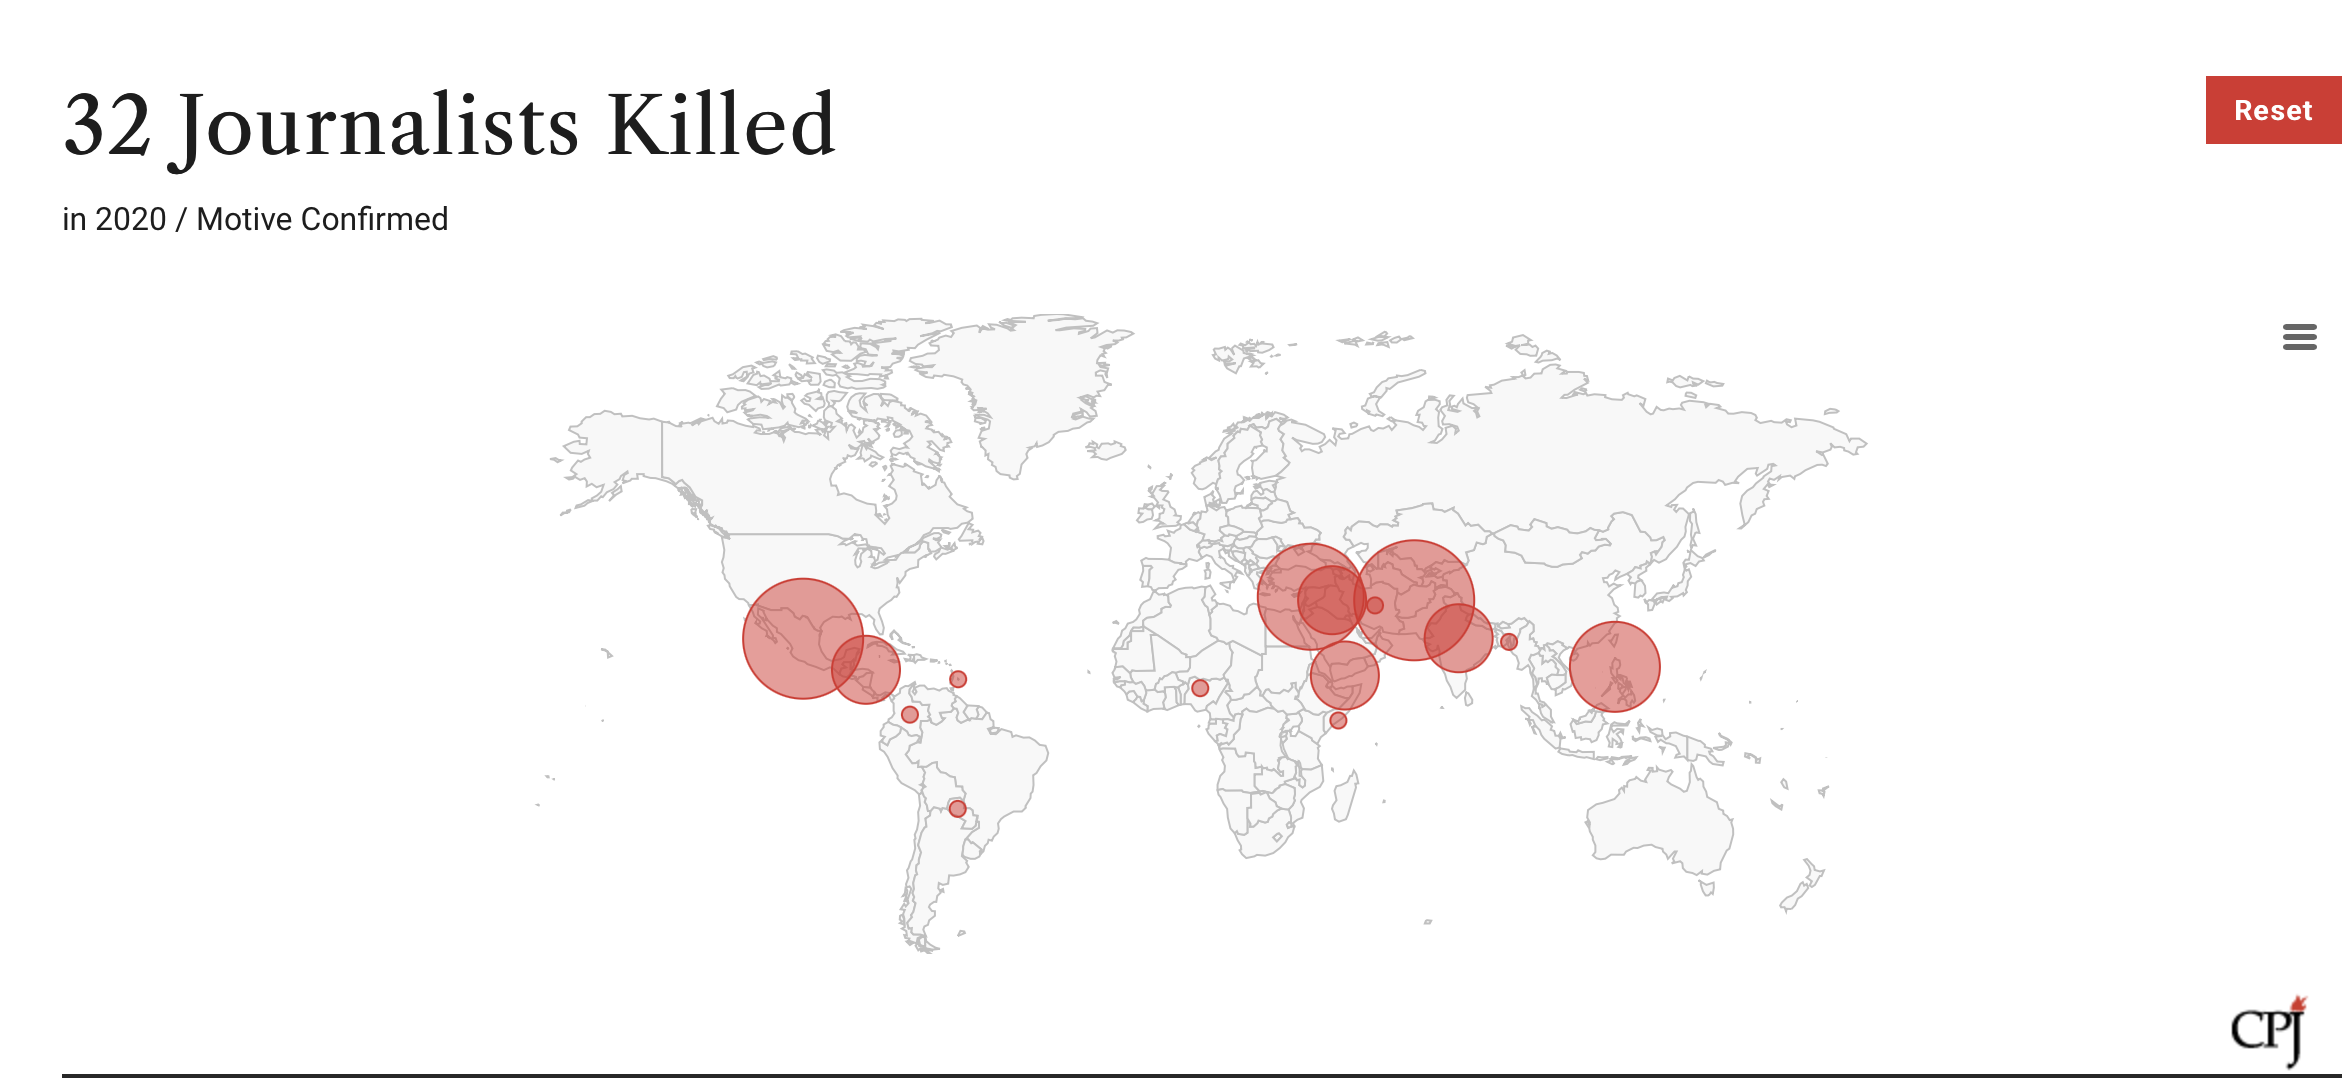 32 Journalists Killed
Reset
in 2020 / Motive Confirmed
CPJ